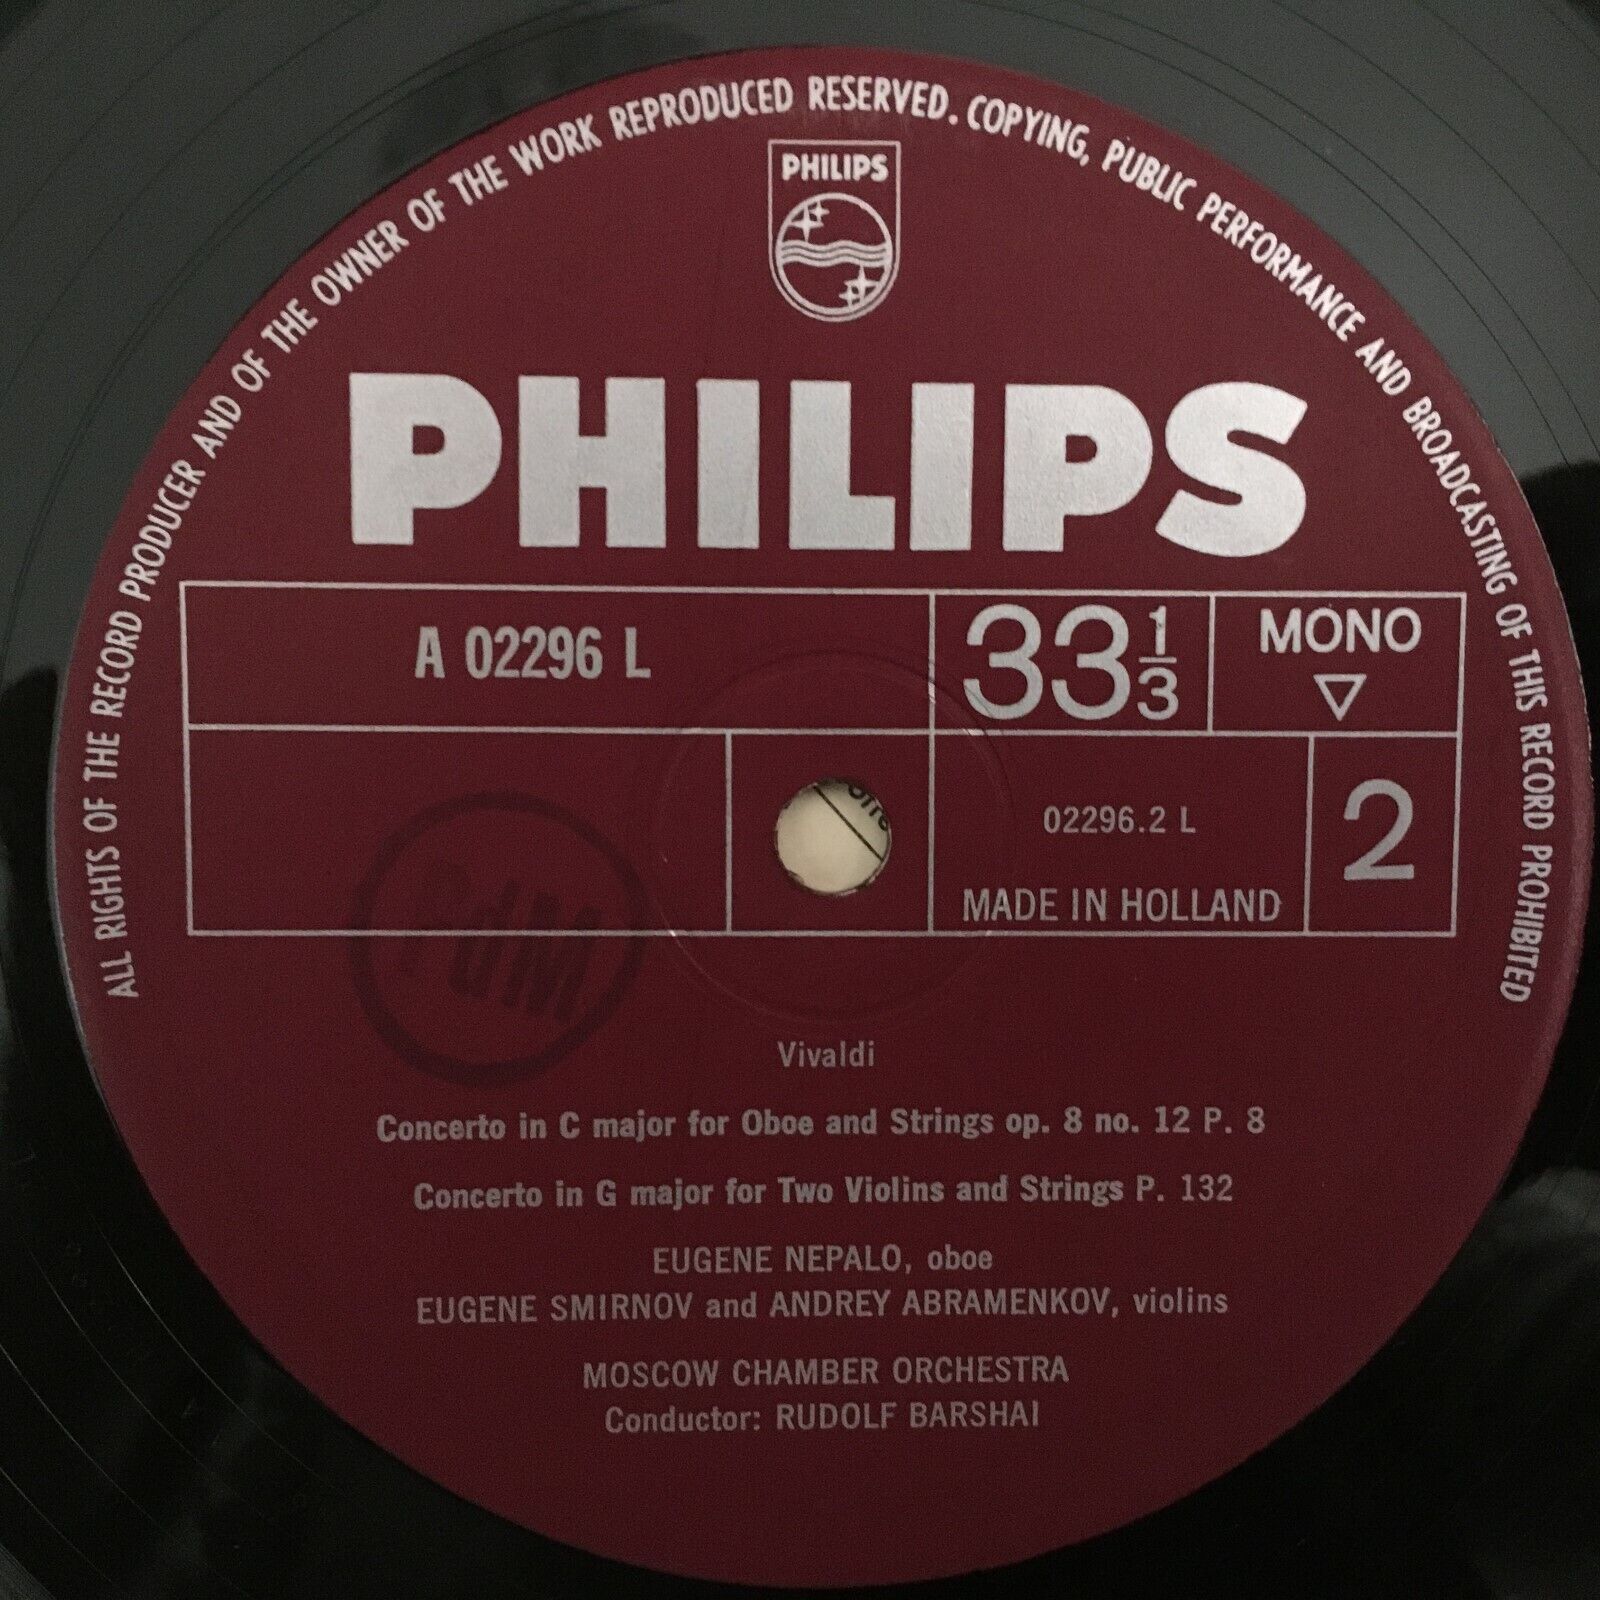 ALL RIGHTS OF THE RECORD PRODUCER AND OF THE OWNER OF THE WORK REPRODUCED RESERVED. COPYING, PUBLIC PERFORMANCE AND BROADCASTING OF THIS RECORD PROHIBITED
PHILIPS
PHILIPS
A 02296 L
33 1/3
MONO
02296.2 L
MADE IN HOLLAND
2
Vivaldi
Concerto in C major for Oboe and Strings op. 8 no. 12 P. 8
Concerto in G major for Two Violins and Strings P. 132
EUGENE NEPALO, oboe
EUGENE SMIRNOV and ANDREY ABRAMENKOV, violins
MOSCOW CHAMBER ORCHESTRA
Conductor: RUDOLF BARSHAI